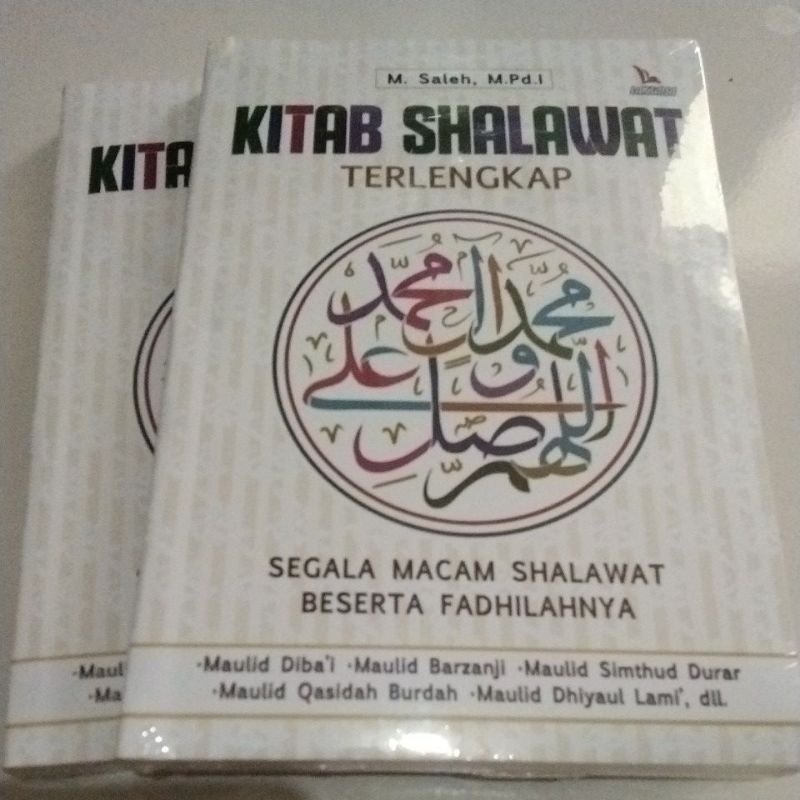 M. Saleh, M.Pd.I
KITAB SHALAWAT
TERLENGKAP
اللهم صل على
محمد وال محمد
SEGALA MACAM SHALAWAT
BESERTA FADHILAHNYA
·Maulid Diba'i ·Maulid Barzanji ·Maulid Simthud Durar
·Maulid Qasidah Burdah ·Maulid Dhiyaul Lami', dll.
KITA
·Maul
·Ma